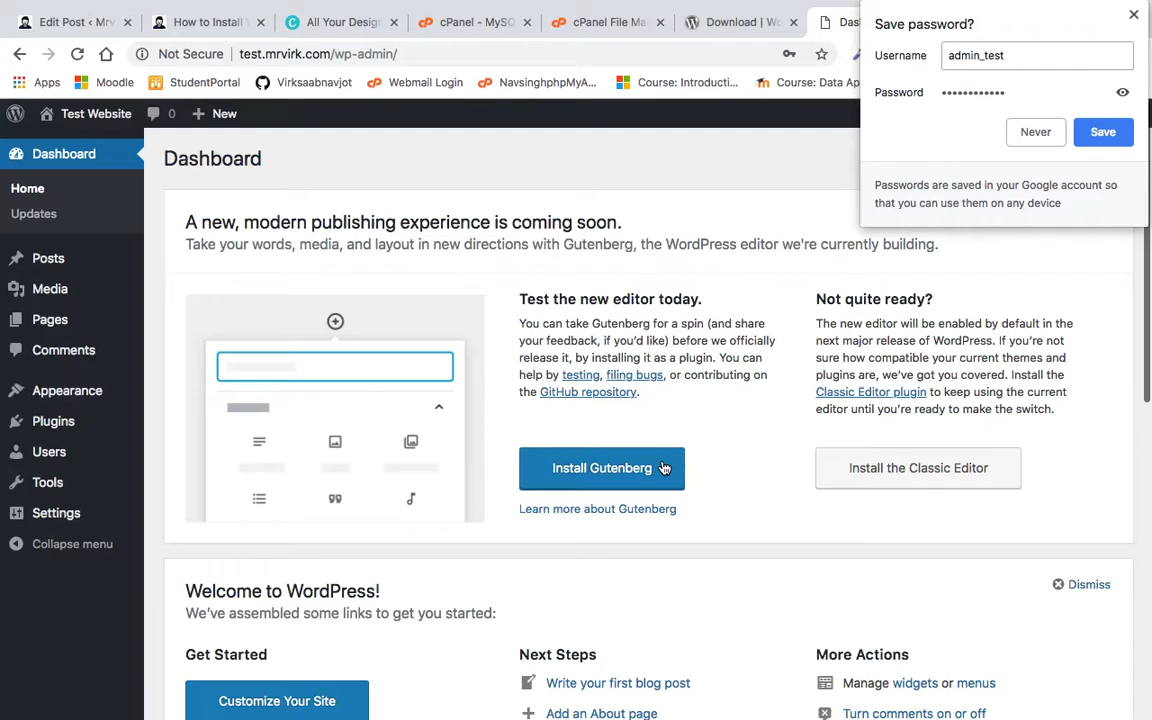 Edit Post ‹ Mrv
How to Install
All Your Desig
cPanel - MySQ
cPanel File Ma
Download | Wo
Das
Not Secure
test.mrvirk.com/wp-admin/
Apps
Moodle
StudentPortal
Virksaabnavjot
Webmail Login
NavsinghphpMyA...
Course: Introducti...
Course: Data Ap
Save password?
Username
admin_test
Password
••••••••••••
Never
Save
Passwords are saved in your Google account so
that you can use them on any device
Test Website
0
New
Dashboard
Home
Updates
Posts
Media
Pages
Comments
Appearance
Plugins
Users
Tools
Settings
Collapse menu
Dashboard
A new, modern publishing experience is coming soon.
Take your words, media, and layout in new directions with Gutenberg, the WordPress editor we're currently building.
Test the new editor today.
You can take Gutenberg for a spin (and share
your feedback, if you'd like) before we officially
release it, by installing it as a plugin. You can
help by testing, filing bugs, or contributing on
the GitHub repository.
Install Gutenberg
Learn more about Gutenberg
Not quite ready?
The new editor will be enabled by default in the
next major release of WordPress. If you're not
sure how compatible your current themes and
plugins are, we've got you covered. Install the
Classic Editor plugin to keep using the current
editor until you're ready to make the switch.
Install the Classic Editor
Welcome to WordPress!
We've assembled some links to get you started:
Dismiss
Get Started
Customize Your Site
Next Steps
Write your first blog post
Add an About page
More Actions
Manage widgets or menus
Turn comments on or off